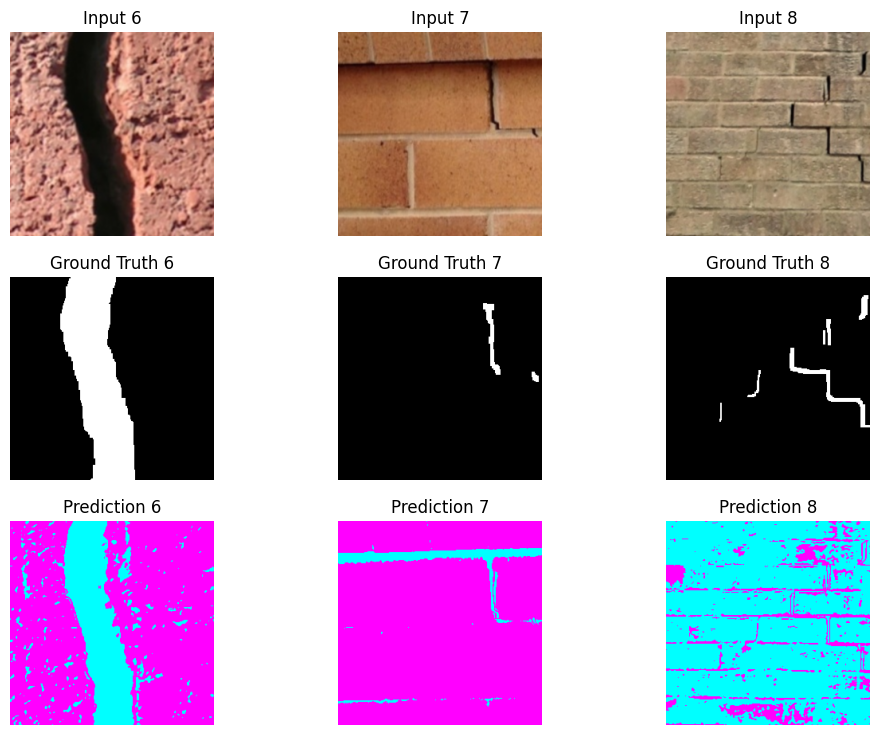 Input 6
Input 7
Input 8
Ground Truth 6
Ground Truth 7
Ground Truth 8
Prediction 6
Prediction 7
Prediction 8